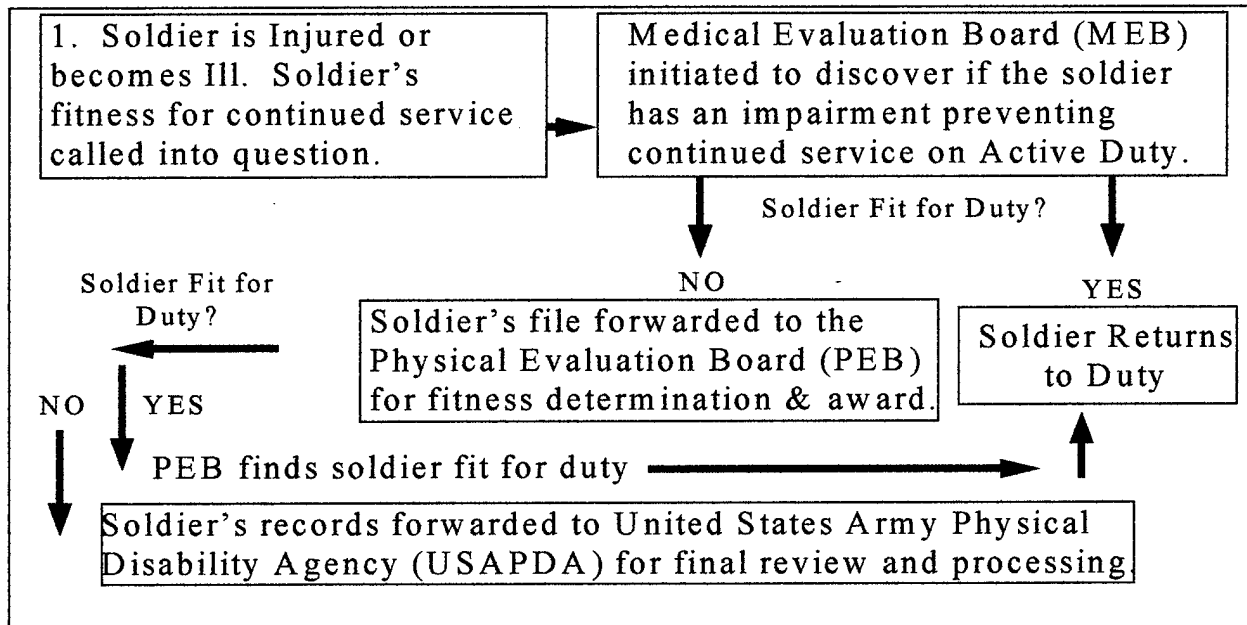 1. Soldier is Injured or
becomes Ill. Soldier's
fitness for continued service
called into question.
Medical Evaluation Board (MEB)
initiated to discover if the soldier
has an impairment preventing
continued service on Active Duty.
Soldier Fit for Duty?
NO
YES
Soldier Returns
to Duty
Soldier's file forwarded to the
Physical Evaluation Board (PEB)
for fitness determination & award.
Soldier Fit for
Duty?
NO
YES
PEB finds soldier fit for duty
Soldier's records forwarded to United States Army Physical
Disability Agency (USAPDA) for final review and processing.